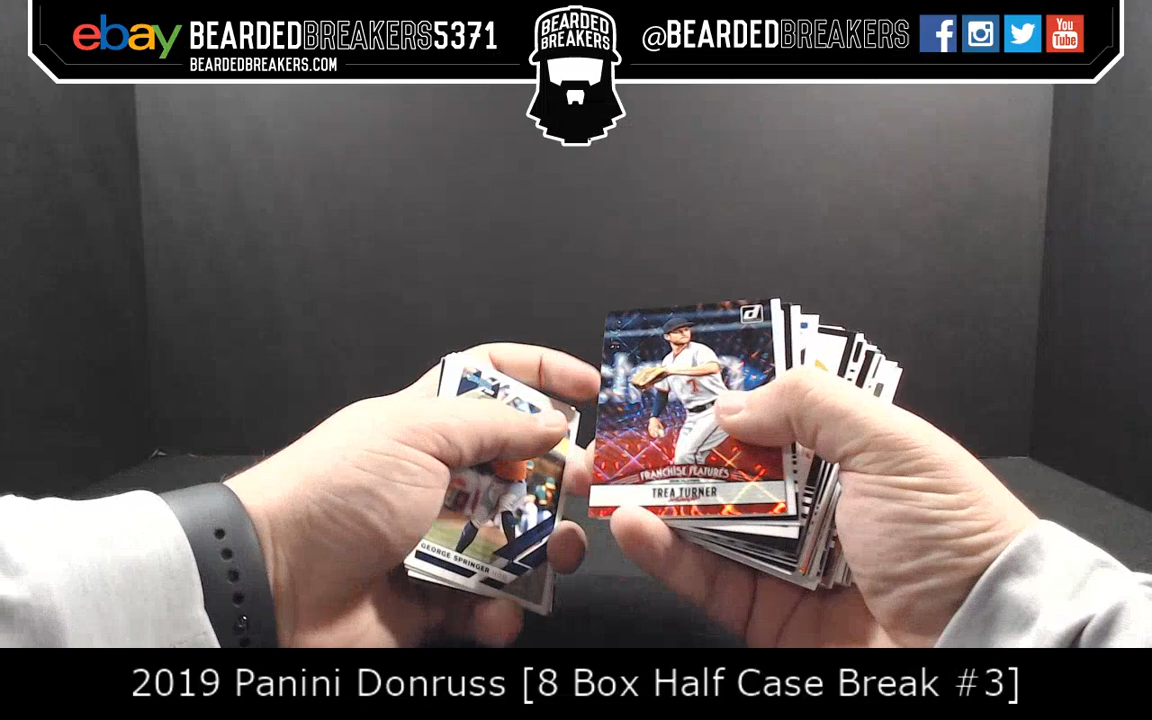 ebay BEARDEDBREAKERS5371
BEARDEDBREAKERS.COM
BEARDED
BREAKERS
@BEARDEDBREAKERS
You
Tube
d
7
FRANCHISE FEATURES
TREA TURNER
GEORGE SPRINGER
2019 Panini Donruss [8 Box Half Case Break #3]